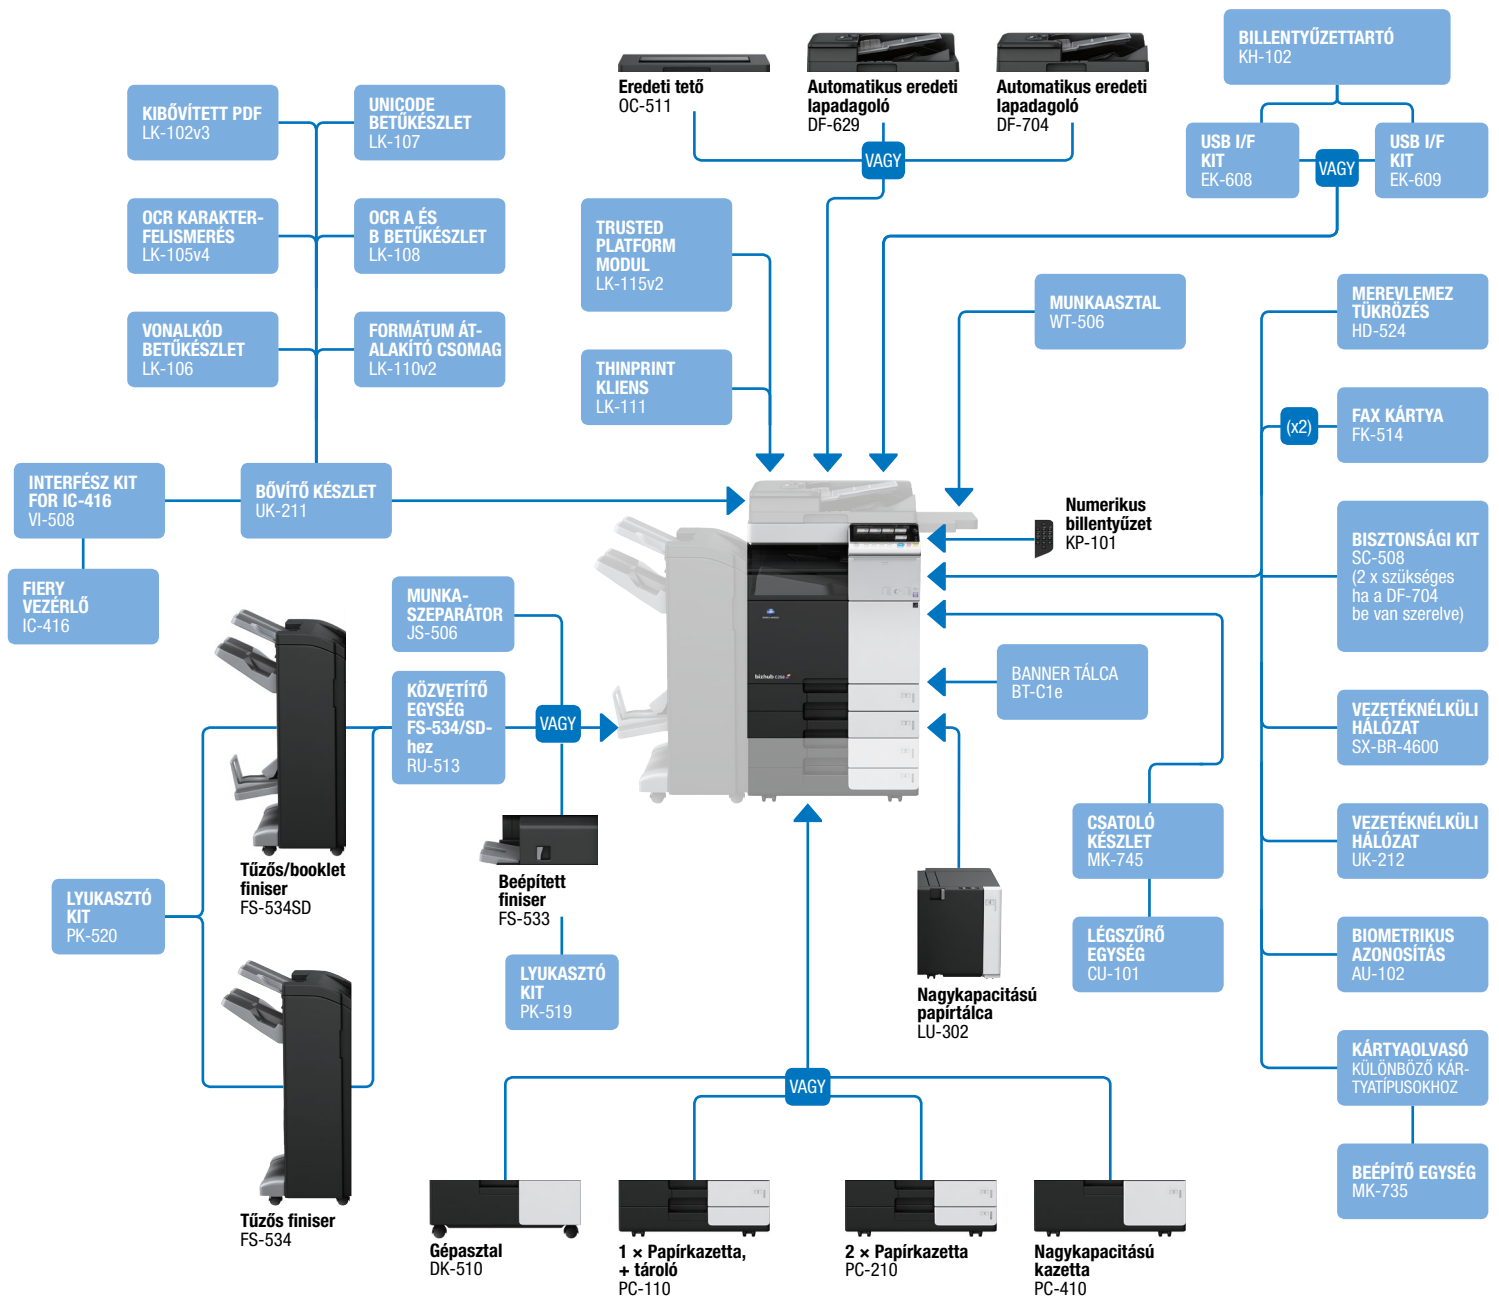 Eredeti tető
OC-511
Automatikus eredeti
lapadagoló
DF-629
Automatikus eredeti
lapadagoló
DF-704
VAGY
BILLENTYŰZETTARTÓ
KH-102
USB I/F
KIT
EK-608
VAGY
USB I/F
KIT
EK-609
KIBŐVÍTETT PDF
LK-102v3
UNICODE
BETŰKÉSZLET
LK-107
OCR KARAKTER-
FELISMERÉS
LK-105v4
OCR A ÉS
B BETŰKÉSZLET
LK-108
VONALKÓD
BETŰKÉSZLET
LK-106
FORMÁTUM ÁT-
ALAKÍTÓ CSOMAG
LK-110v2
TRUSTED
PLATFORM
MODUL
LK-115v2
THINPRINT
KLIENS
LK-111
MUNKAASZTAL
WT-506
MEREVLEMEZ
TÜKRÖZÉS
HD-524
(x2)
FAX KÁRTYA
FK-514
INTERFÉSZ KIT
FOR IC-416
VI-508
BŐVÍTŐ KÉSZLET
UK-211
FIERY
VEZÉRLŐ
IC-416
Numerikus
billentyűzet
KP-101
BISZTONSÁGI KIT
SC-508
(2 x szükséges
ha a DF-704
be van szerelve)
MUNKA-
SZEPARÁTOR
JS-506
KÖZVETÍTŐ
EGYSÉG
FS-534/SD-
hez
RU-513
VAGY
bizhub C258
BANNER TÁLCA
BT-C1e
VEZETÉKNÉLKÜLI
HÁLÓZAT
SX-BR-4600
CSATOLÓ
KÉSZLET
MK-745
VEZETÉKNÉLKÜLI
HÁLÓZAT
UK-212
Tűzős/booklet
finiser
FS-534SD
Beépített
finiser
FS-533
LYUKASZTÓ
KIT
PK-520
LYUKASZTÓ
KIT
PK-519
Nagykapacitású
papírtálca
LU-302
LÉGSZŰRŐ
EGYSÉG
CU-101
BIOMETRIKUS
AZONOSÍTÁS
AU-102
KÁRTYAOLVASÓ
KÜLÖNBÖZŐ KÁR-
TYATÍPUSOKHOZ
BEÉPÍTŐ EGYSÉG
MK-735
VAGY
Tűzős finiser
FS-534
Gépasztal
DK-510
1 × Papírkazetta,
+ tároló
PC-110
2 × Papírkazetta
PC-210
Nagykapacitású
kazetta
PC-410